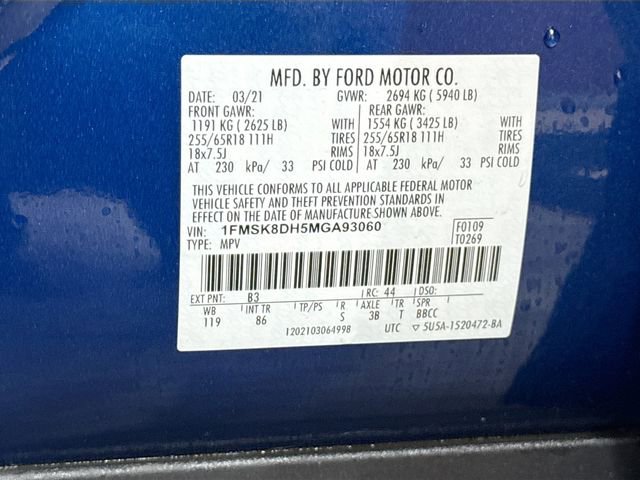 MFD. BY FORD MOTOR CO.
DATE: 03/21 GVWR: 2694 KG ( 5940 LB)
FRONT GAWR: REAR GAWR:
1191 KG ( 2625 LB) WITH 1554 KG ( 3425 LB) WITH
255/65R18 111H TIRES 255/65R18 111H TIRES
18x7.5J RIMS 18x7.5J RIMS
AT 230 kPa/ 33 PSI COLD AT 230 kPa/ 33 PSI COLD
THIS VEHICLE CONFORMS TO ALL APPLICABLE FEDERAL MOTOR
VEHICLE SAFETY AND THEFT PREVENTION STANDARDS IN
EFFECT ON THE DATE OF MANUFACTURE SHOWN ABOVE.
VIN: 1FMSK8DH5MGA93060 F0109
TYPE: MPV T0269
EXT PNT: B3 RC: 44 DSO:
WB INT TR TP/PS R AXLE TR SPR
119 86 S 3B T BBCC
1202103064998 UTC ▽ 5U5A-1520472-BA